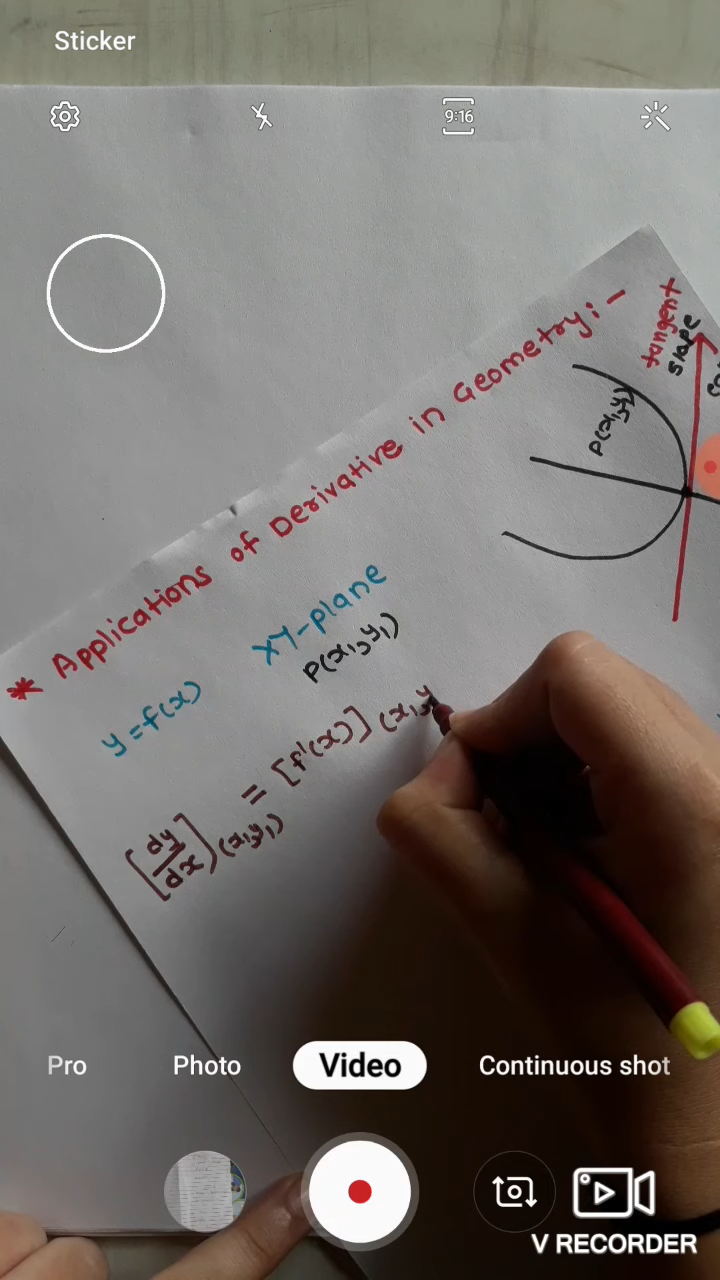 Sticker
9:16
* Applications of Derivative in Geometry:-
tangent
slope
P(x₁,y₁)
XY-plane
y=f(x)
P(x₁,y₁)
[dy/dx](x₁,y₁) = [f'(x)](x₁,y
Pro Photo Video Continuous shot
V RECORDER